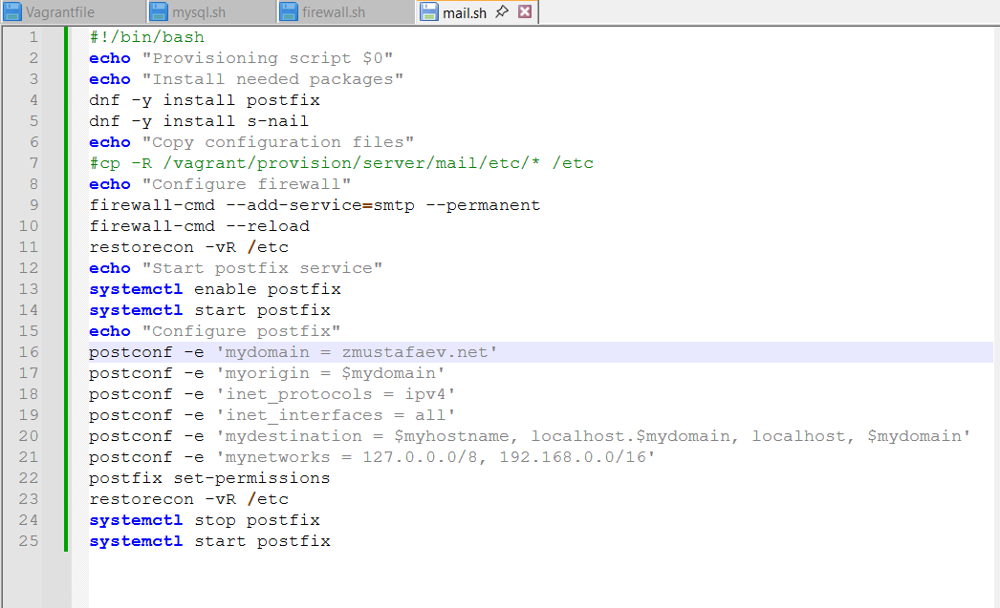 Vagrantfile mysql.sh firewall.sh mail.sh
1 #!/bin/bash
2 echo "Provisioning script $0"
3 echo "Install needed packages"
4 dnf -y install postfix
5 dnf -y install s-nail
6 echo "Copy configuration files"
7 #cp -R /vagrant/provision/server/mail/etc/* /etc
8 echo "Configure firewall"
9 firewall-cmd --add-service=smtp --permanent
10 firewall-cmd --reload
11 restorecon -vR /etc
12 echo "Start postfix service"
13 systemctl enable postfix
14 systemctl start postfix
15 echo "Configure postfix"
16 postconf -e 'mydomain = zmustafaev.net'
17 postconf -e 'myorigin = $mydomain'
18 postconf -e 'inet_protocols = ipv4'
19 postconf -e 'inet_interfaces = all'
20 postconf -e 'mydestination = $myhostname, localhost.$mydomain, localhost, $mydomain'
21 postconf -e 'mynetworks = 127.0.0.0/8, 192.168.0.0/16'
22 postfix set-permissions
23 restorecon -vR /etc
24 systemctl stop postfix
25 systemctl start postfix